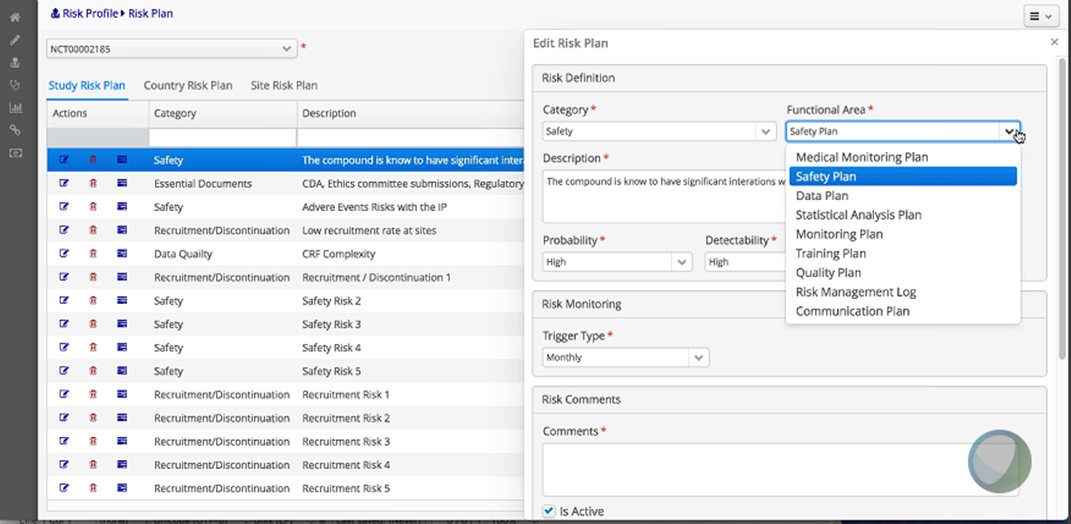 Risk Profile Risk Plan
NCT00002185 *
Study Risk Plan Country Risk Plan Site Risk Plan
Actions Category Description
Safety The compound is know to have significant inter
Essential Documents CDA, Ethics committee submissions, Regulatory
Safety Advere Events Risks with the IP
Recruitment/Discontinuation Low recruitment rate at sites
Data Quailty CRF Complexity
Recruitment/Discontinuation Recruitment / Discontinuation 1
Safety Safety Risk 2
Safety Safety Risk 3
Safety Safety Risk 4
Safety Safety Risk 5
Recruitment/Discontinuation Recruitment Risk 1
Recruitment/Discontinuation Recruitment Risk 2
Recruitment/Discontinuation Recruitment Risk 3
Recruitment/Discontinuation Recruitment Risk 4
Recruitment/Discontinuation Recruitment Risk 5
Edit Risk Plan
Risk Definition
Category * Functional Area *
Safety Safety Plan
Medical Monitoring Plan
Safety Plan
Data Plan
Statistical Analysis Plan
Monitoring Plan
Training Plan
Quality Plan
Risk Management Log
Communication Plan
Description *
The compound is know to have significant interations w
Probability * Detectability *
High High
Risk Monitoring
Trigger Type *
Monthly
Risk Comments
Comments *
Is Active